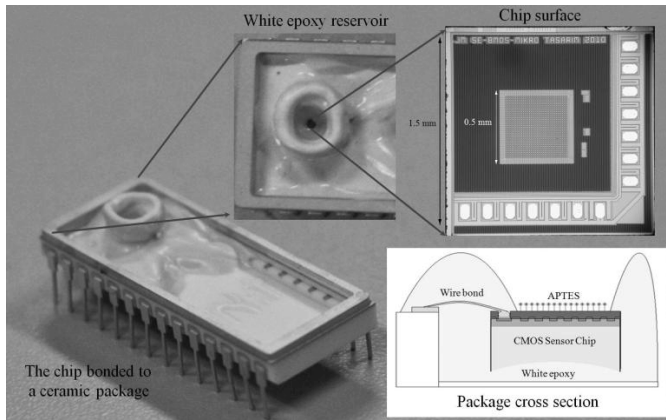 White epoxy reservoir
Chip surface
1.5 mm
0.5 mm
The chip bonded to
a ceramic package
Wire bond
APTES
CMOS Sensor Chip
White epoxy
Package cross section